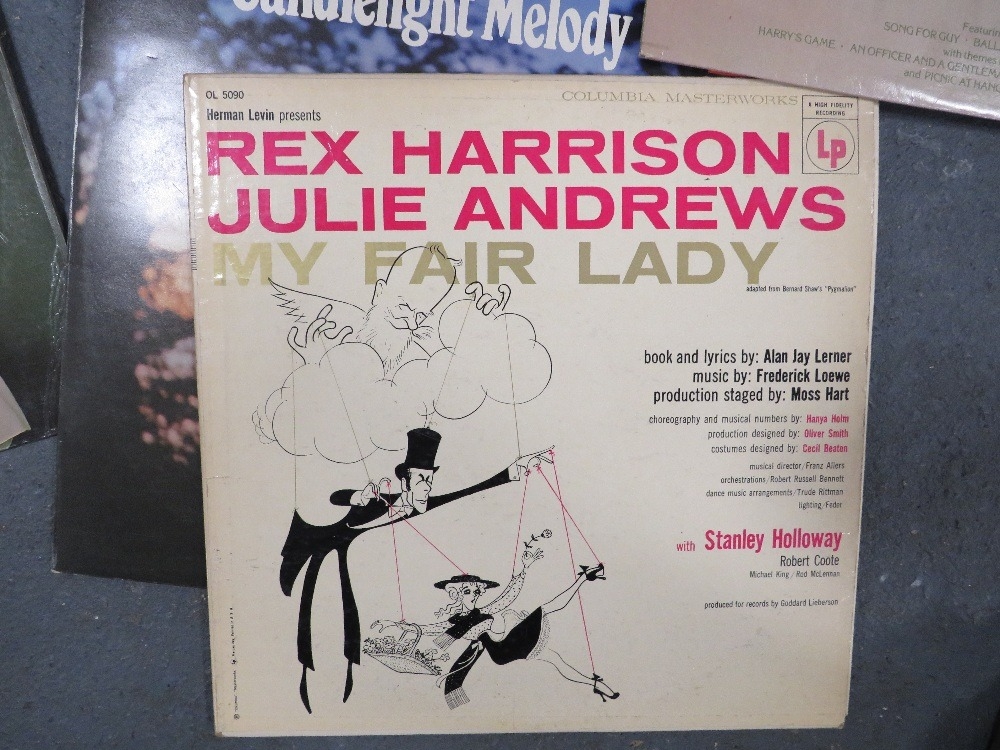 Candlelight Melody
Featuring
SONG FOR GUY · BALL
with themes
HARRY'S GAME · AN OFFICER AND A GENTLEMA
and PICNIC AT HANG
OL 5090
COLUMBIA MASTERWORKS
A HIGH FIDELITY
RECORDING
Lp
Herman Levin presents
REX HARRISON
JULIE ANDREWS
MY FAIR LADY
adapted from Bernard Shaw's "Pygmalion"
book and lyrics by: Alan Jay Lerner
music by: Frederick Loewe
production staged by: Moss Hart
choreography and musical numbers by: Hanya Holm
production designed by: Oliver Smith
costumes designed by: Cecil Beaton
musical director/Franz Allers
orchestrations/Robert Russell Bennett
dance music arrangements/Trude Rittman
lighting/Feder
with Stanley Holloway
Robert Coote
Michael King / Rod McLennan
produced for records by Goddard Lieberson